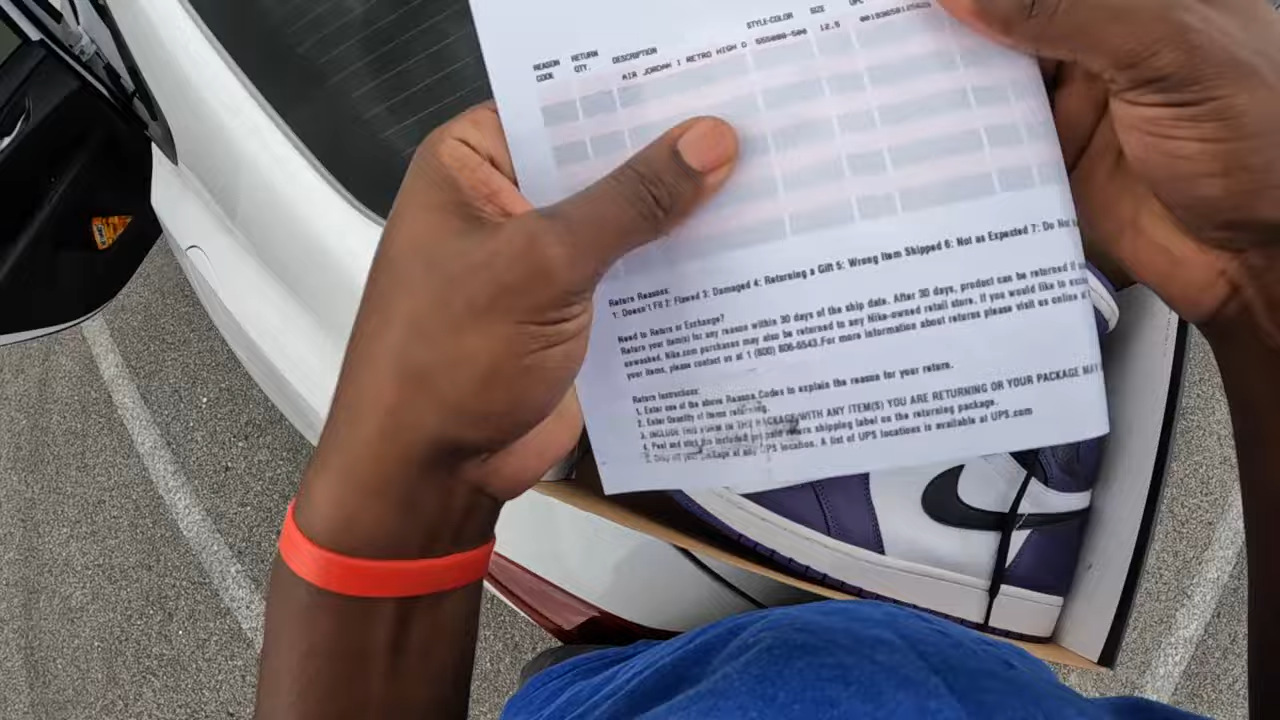 STYLE-COLOR SIZE UPC
REASON CODE RETURN QTY. DESCRIPTION
AIR JORDAN 1 RETRO HIGH O 555088-500 12.5
Return Reasons:
1: Doesn't Fit 2: Flawed 3: Damaged 4: Returning a Gift 5: Wrong Item Shipped 6: Not as Expected 7: Do Not
Need to Return or Exchange?
Return your item(s) for any reason within 30 days of the ship date. After 30 days, product can be returned if
unwashed. Nike.com purchases may also be returned to any Nike-owned retail store. If you would like to
your items, please contact us at 1 (800) 806-6543.For more information about returns please visit us online
Return Instructions:
1. Enter one of the above Reason Codes to explain the reason for your return.
2. Enter Quantity of items returning.
3. INCLUDE THIS FORM IN THE PACKAGE WITH ANY ITEM(S) YOU ARE RETURNING OR YOUR PACKAGE MAY
4. Peel and stick the included pre paid return shipping label on the returning package.
5. Drop off your package at any UPS location. A list of UPS locations is available at UPS.com